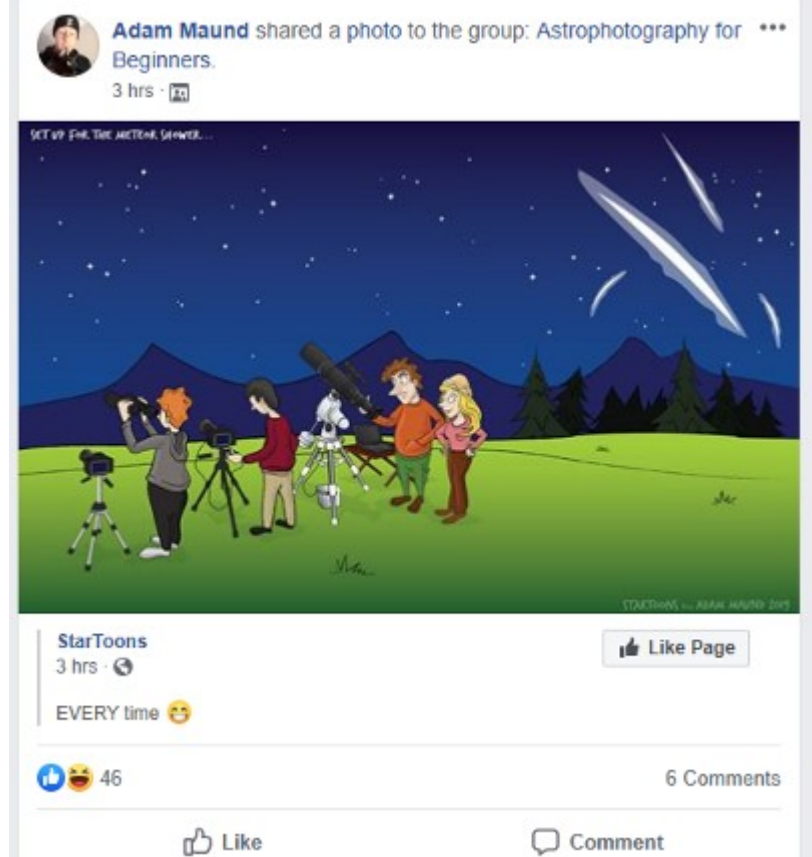 Adam Maund shared a photo to the group: Astrophotography for
Beginners.
3 hrs ·
SET UP FOR THE METEOR SHOWER...
STARTOONS ADAM MAUND 2019
StarToons
3 hrs ·
Like Page
EVERY time 😁
46
6 Comments
Like
Comment